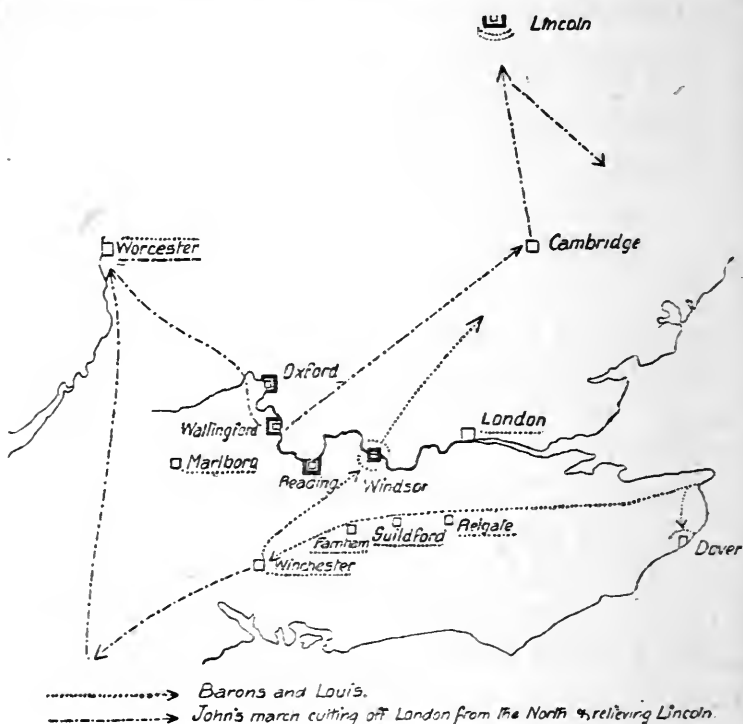 Lincoln
Worcester
Cambridge
Oxford
Wallingford
London
Marlboro
Reading
Windsor
Reigate
Guildford
Farnham
Winchester
Dover
Barons and Louis.
John's march cutting off London from the North & relieving Lincoln.